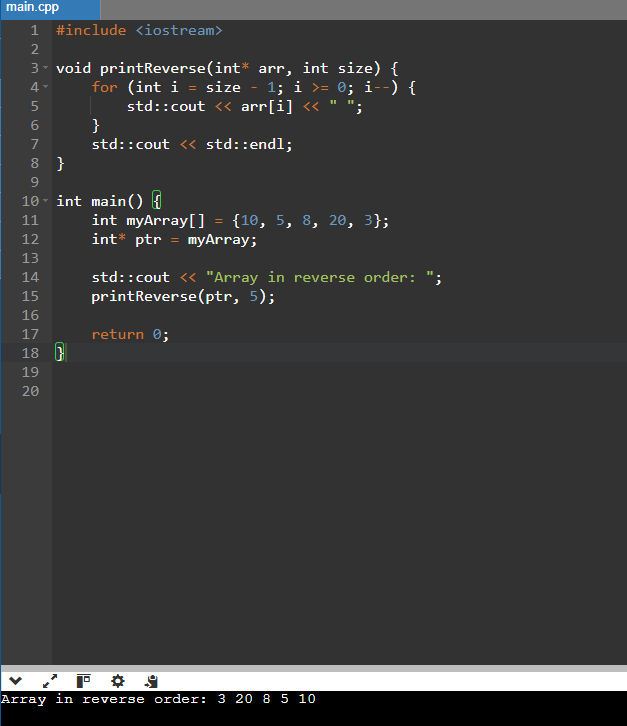 main.cpp
1 #include <iostream>
2
3 void printReverse(int* arr, int size) {
4     for (int i = size - 1; i >= 0; i--) {
5         std::cout << arr[i] << " ";
6     }
7     std::cout << std::endl;
8 }
9
10 int main() {
11     int myArray[] = {10, 5, 8, 20, 3};
12     int* ptr = myArray;
13
14     std::cout << "Array in reverse order: ";
15     printReverse(ptr, 5);
16
17     return 0;
18 }
19
20
Array in reverse order: 3 20 8 5 10